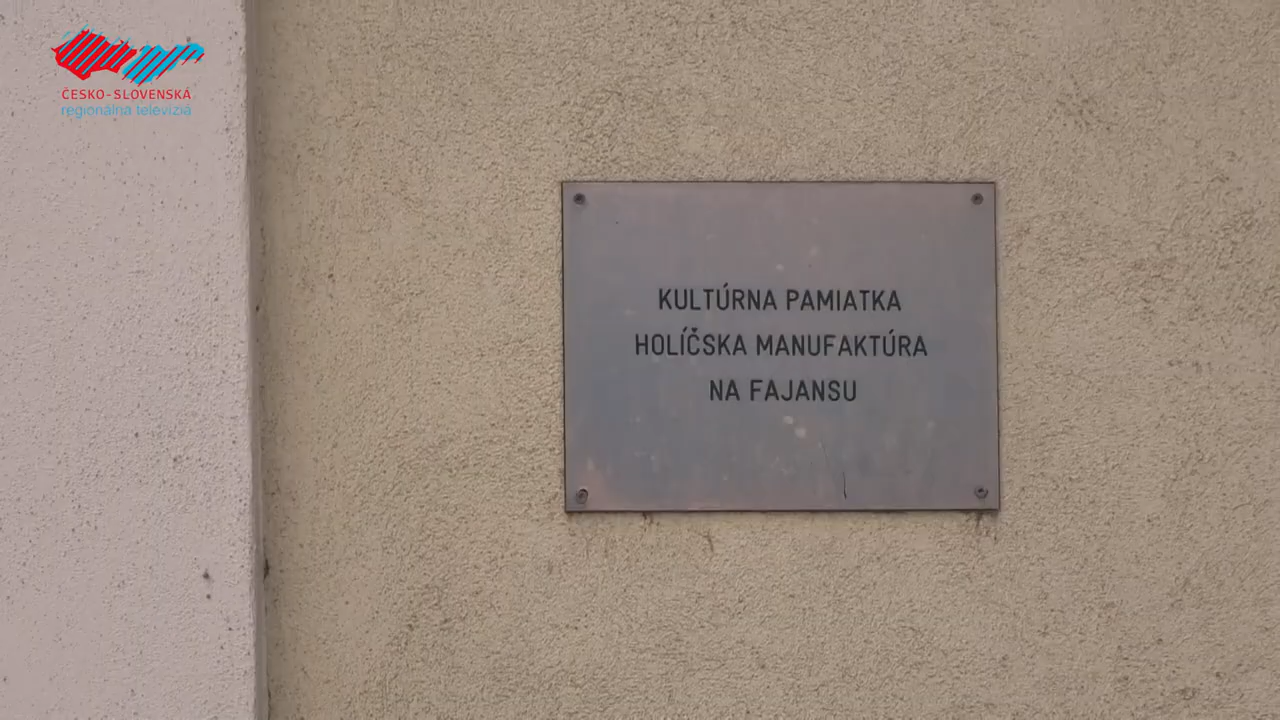 ČESKO-SLOVENSKÁ
regionálna televízia
KULTÚRNA PAMIATKA
HOLÍČSKA MANUFAKTÚRA
NA FAJANSU